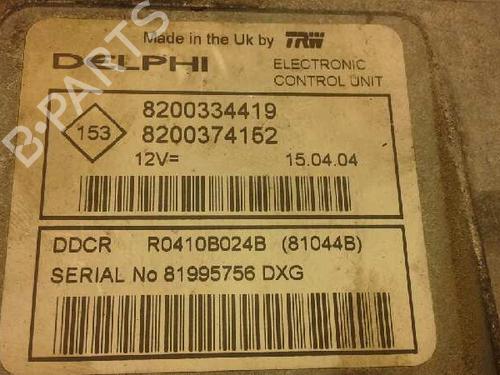 Made in the Uk by TRW
DELPHI ELECTRONIC
CONTROL UNIT
8200334419
153 8200374152
12V= 15.04.04
DDCR R0410B024B (81044B)
SERIAL No 81995756 DXG
B-PARTS